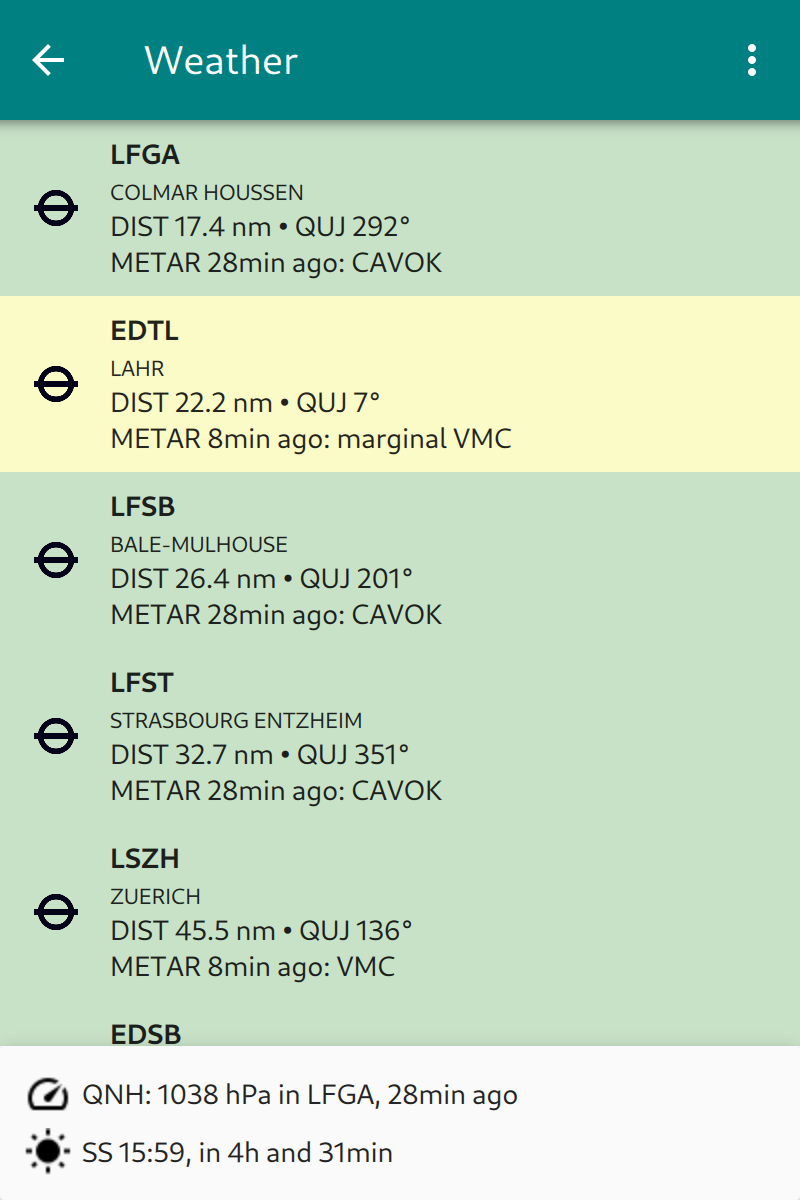 Weather
LFGA
COLMAR HOUSSEN
DIST 17.4 nm • QUJ 292°
METAR 28min ago: CAVOK
EDTL
LAHR
DIST 22.2 nm • QUJ 7°
METAR 8min ago: marginal VMC
LFSB
BALE-MULHOUSE
DIST 26.4 nm • QUJ 201°
METAR 28min ago: CAVOK
LFST
STRASBOURG ENTZHEIM
DIST 32.7 nm • QUJ 351°
METAR 28min ago: CAVOK
LSZH
ZUERICH
DIST 45.5 nm • QUJ 136°
METAR 8min ago: VMC
EDSB
QNH: 1038 hPa in LFGA, 28min ago
SS 15:59, in 4h and 31min